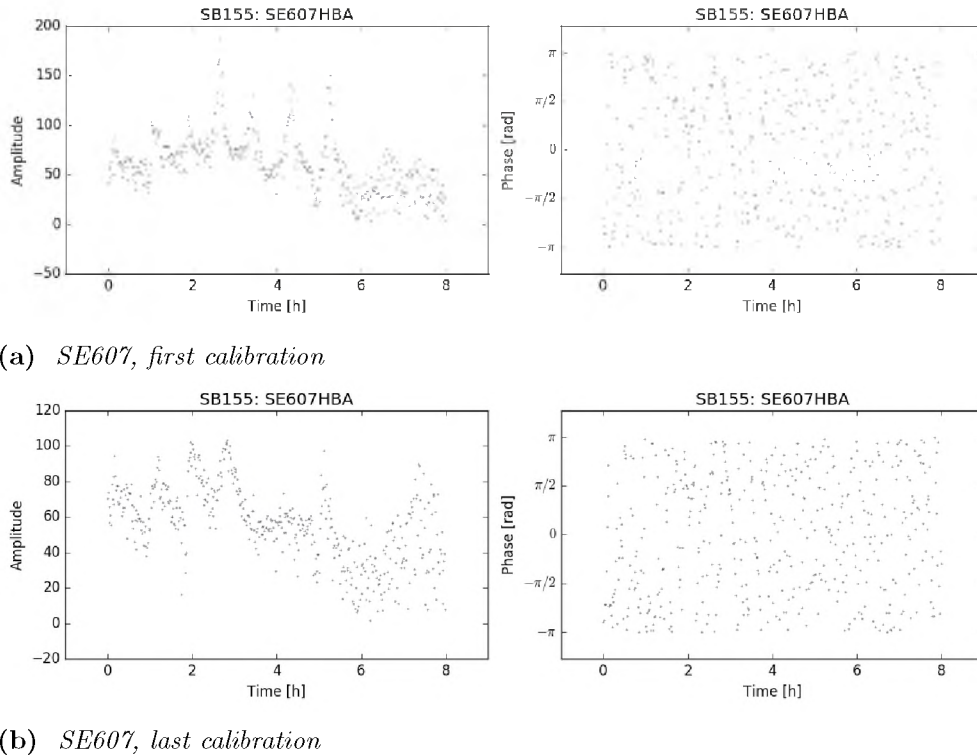 SB155: SE607HBA
200
150
100
50
0
−50
Amplitude
0 2 4 6 8
Time [h]
SB155: SE607HBA
π
π/2
0
−π/2
−π
Phase [rad]
0 2 4 6 8
Time [h]
(a) SE607, first calibration
SB155: SE607HBA
120
100
80
60
40
20
0
−20
Amplitude
0 2 4 6 8
Time [h]
SB155: SE607HBA
π
π/2
0
−π/2
−π
Phase [rad]
0 2 4 6 8
Time [h]
(b) SE607, last calibration